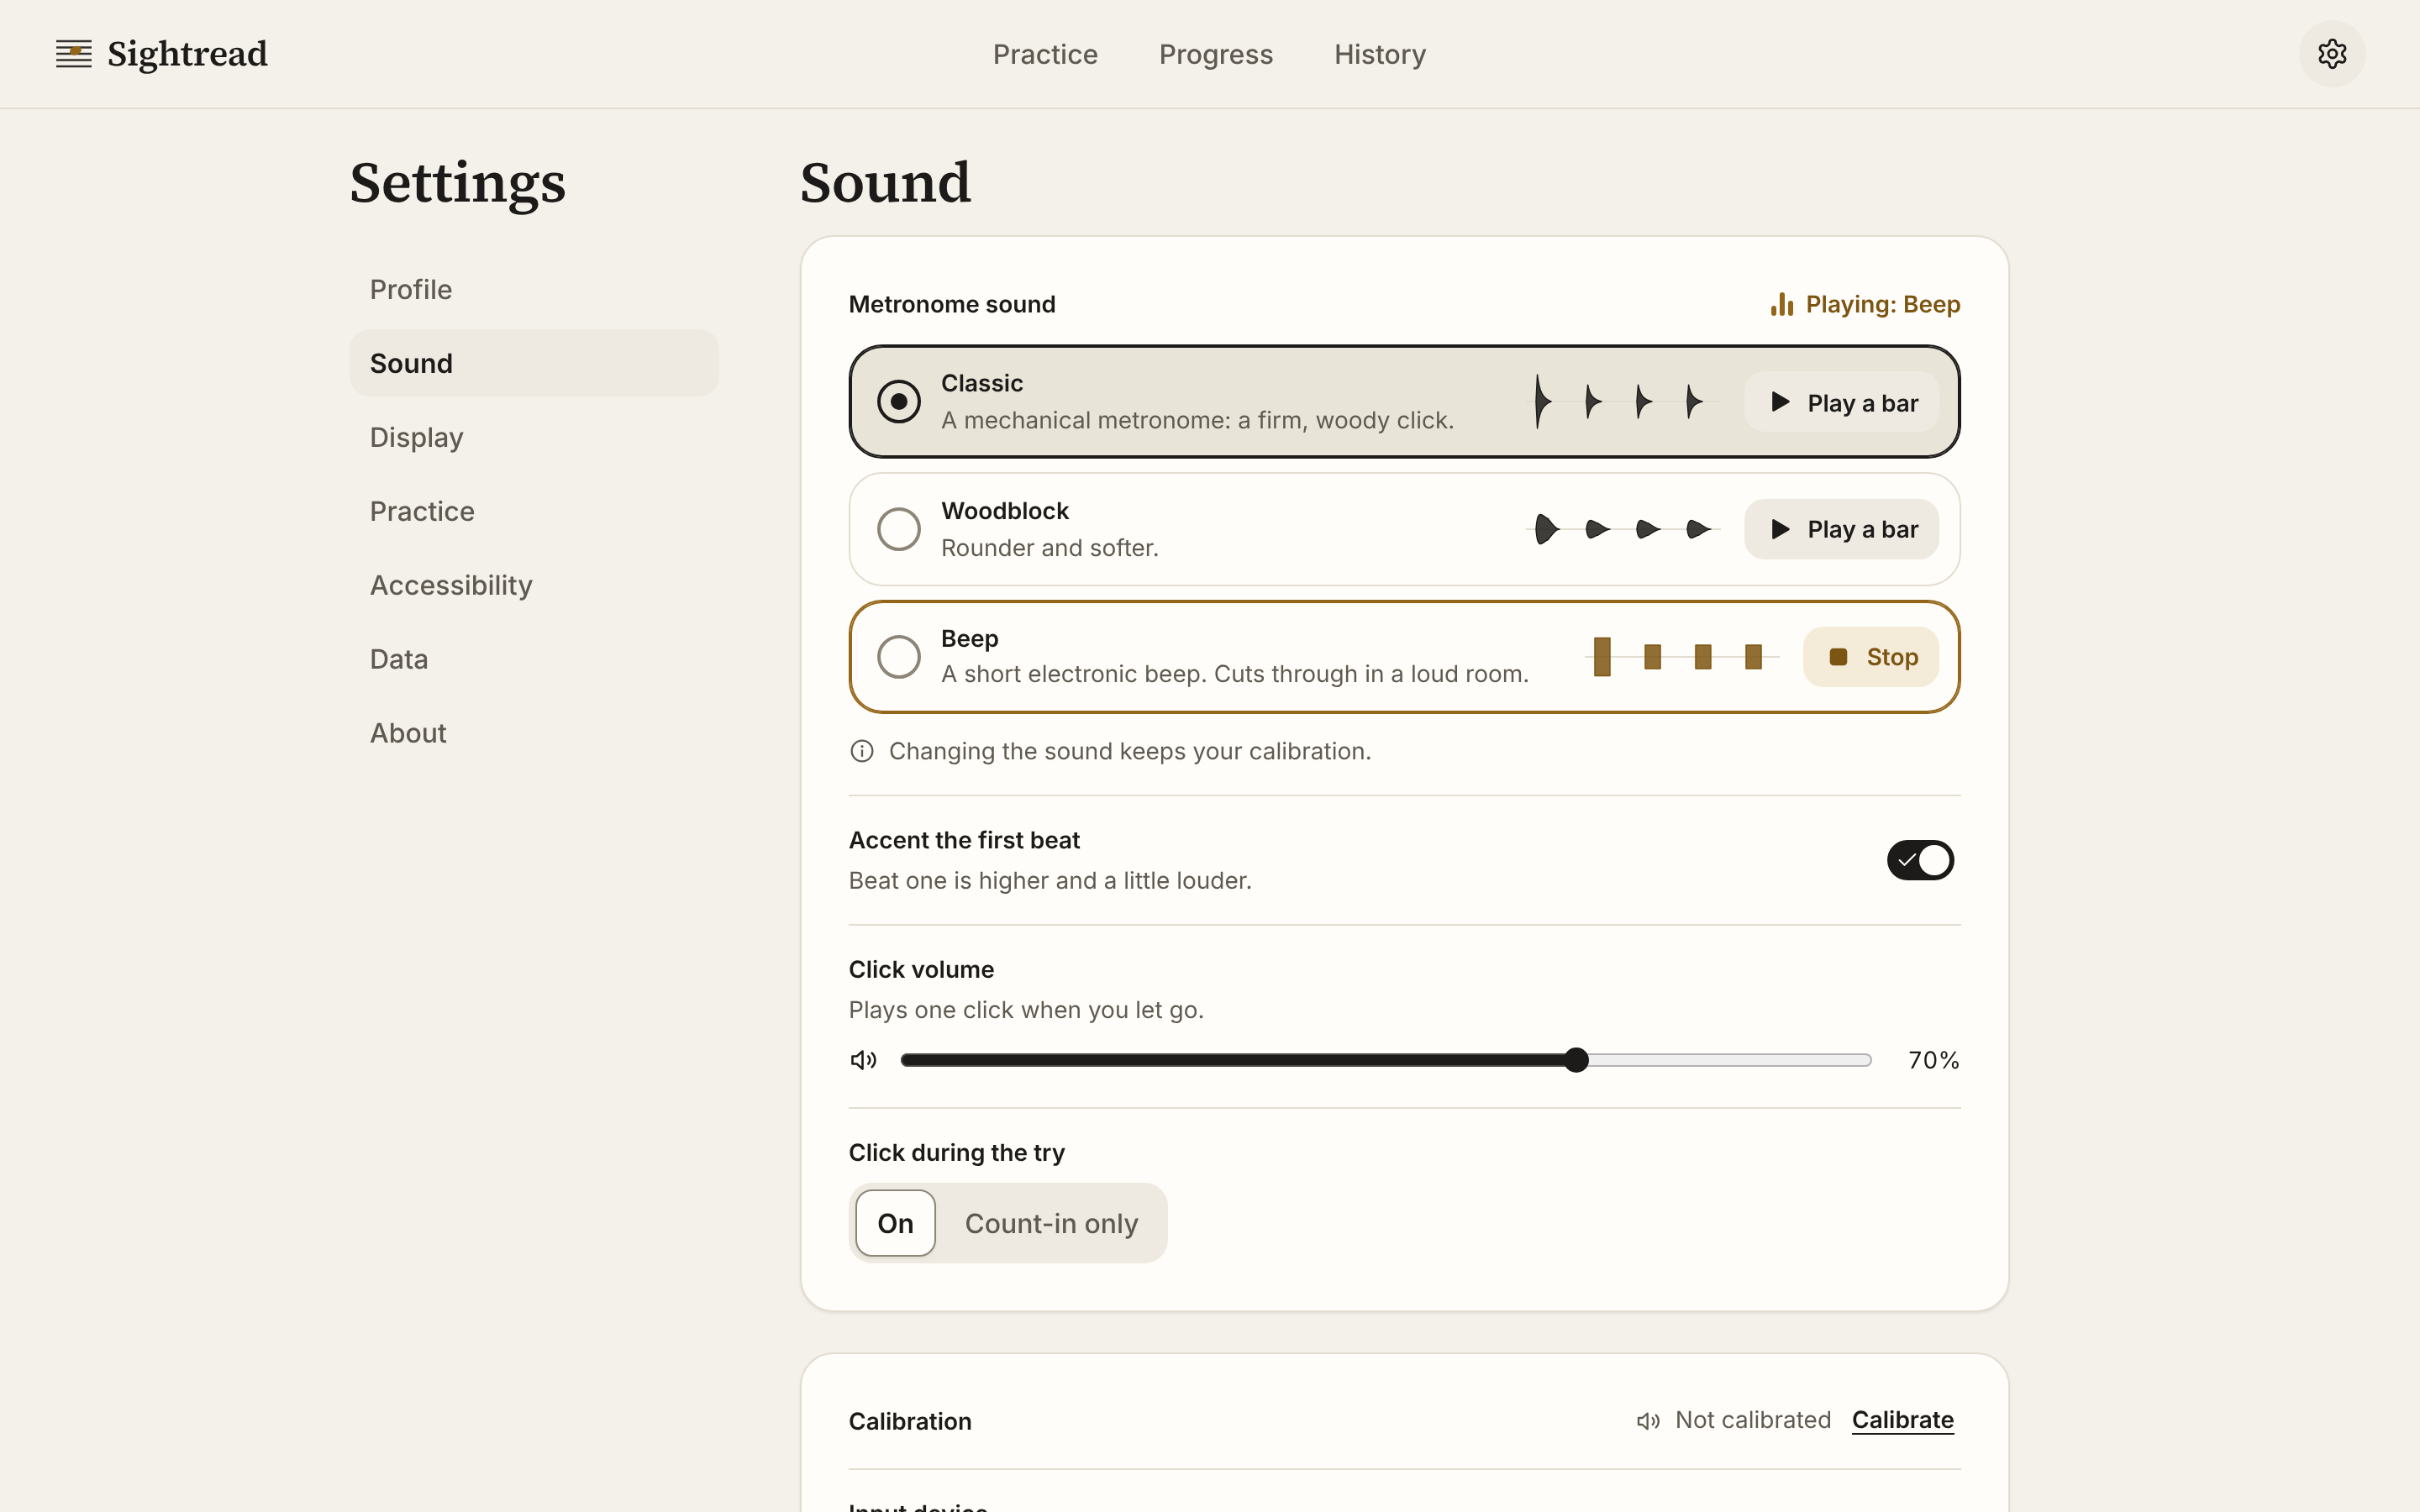 Sightread
Practice
Progress
History
Settings
Profile
Sound
Display
Practice
Accessibility
Data
About
Sound
Metronome sound
Playing: Beep
Classic
A mechanical metronome: a firm, woody click.
Play a bar
Woodblock
Rounder and softer.
Play a bar
Beep
A short electronic beep. Cuts through in a loud room.
Stop
Changing the sound keeps your calibration.
Accent the first beat
Beat one is higher and a little louder.
Click volume
Plays one click when you let go.
70%
Click during the try
On
Count-in only
Calibration
Not calibrated
Calibrate
Input device